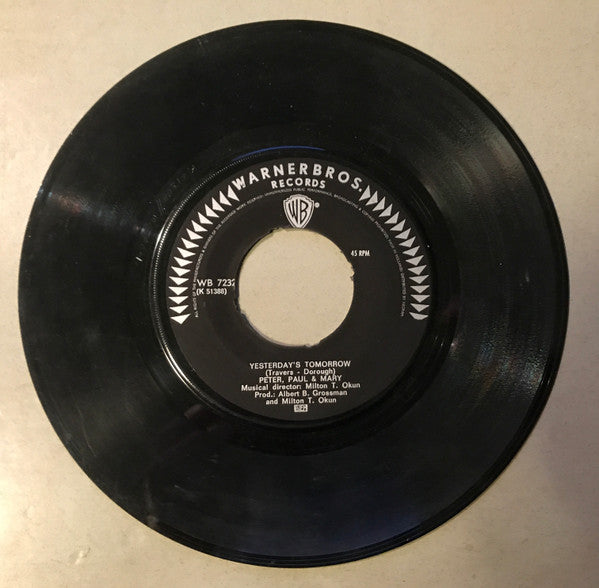 WARNERBROS.
RECORDS
WB
®
45 RPM
WB 7232
(K 51388)
YESTERDAY'S TOMORROW
(Travers - Dorough)
PETER, PAUL & MARY
Musical director: Milton T. Okun
Prod.: Albert B. Grossman
and Milton T. Okun